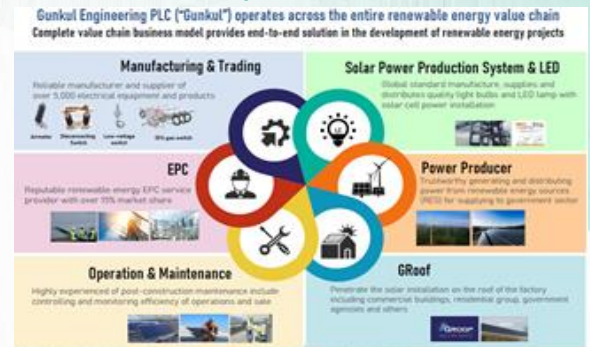 Gunkul Engineering PLC ("Gunkul") operates across the entire renewable energy value chain
Complete value chain business model provides end-to-end solution in the development of renewable energy projects
Manufacturing & Trading
Reliable manufacturer and supplier of
over 5,000 electrical equipment and products
Arrester
Disconnecting
Switch
Low-voltage
switch
SF6 gas switch
Solar Power Production System & LED
Global standard manufacture, supplies and
distributes quality light bulbs and LED lamp with
solar cell power installation
EPC
Reputable renewable energy EPC service
provider with over 15% market share
Power Producer
Trustworthy generating and distributing
power from renewable energy sources
(RES) for supplying to government sector
Operation & Maintenance
Highly experienced of post-construction maintenance include
controlling and monitoring efficiency of operations and sale
GRoof
Penetrate the solar installation on the roof of the factory
including commercial buildings, residential group, government
agencies and others
GROOF